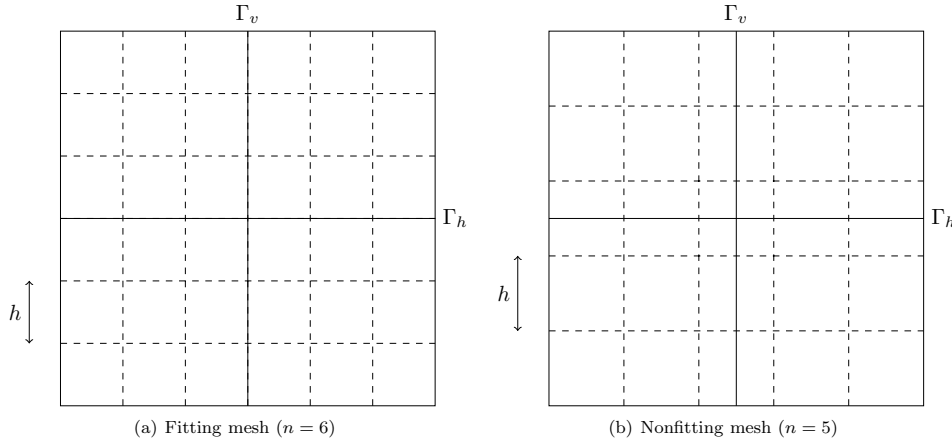 Γ_v
Γ_h
h
(a) Fitting mesh (n = 6)
Γ_v
Γ_h
h
(b) Nonfitting mesh (n = 5)